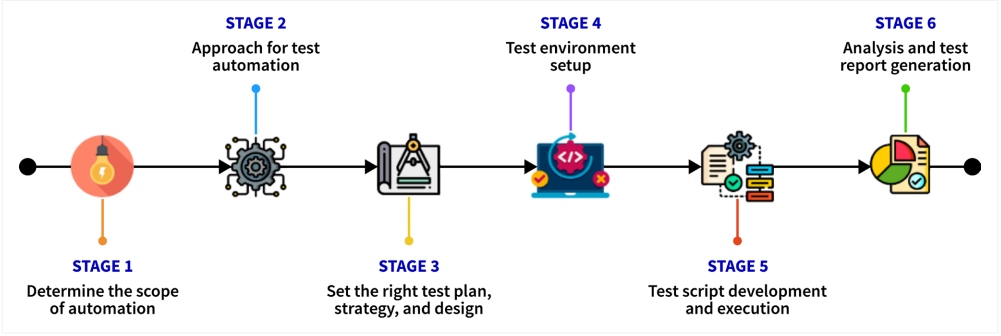 STAGE 1
Determine the scope
of automation
STAGE 2
Approach for test
automation
STAGE 3
Set the right test plan,
strategy, and design
STAGE 4
Test environment
setup
STAGE 5
Test script development
and execution
STAGE 6
Analysis and test
report generation